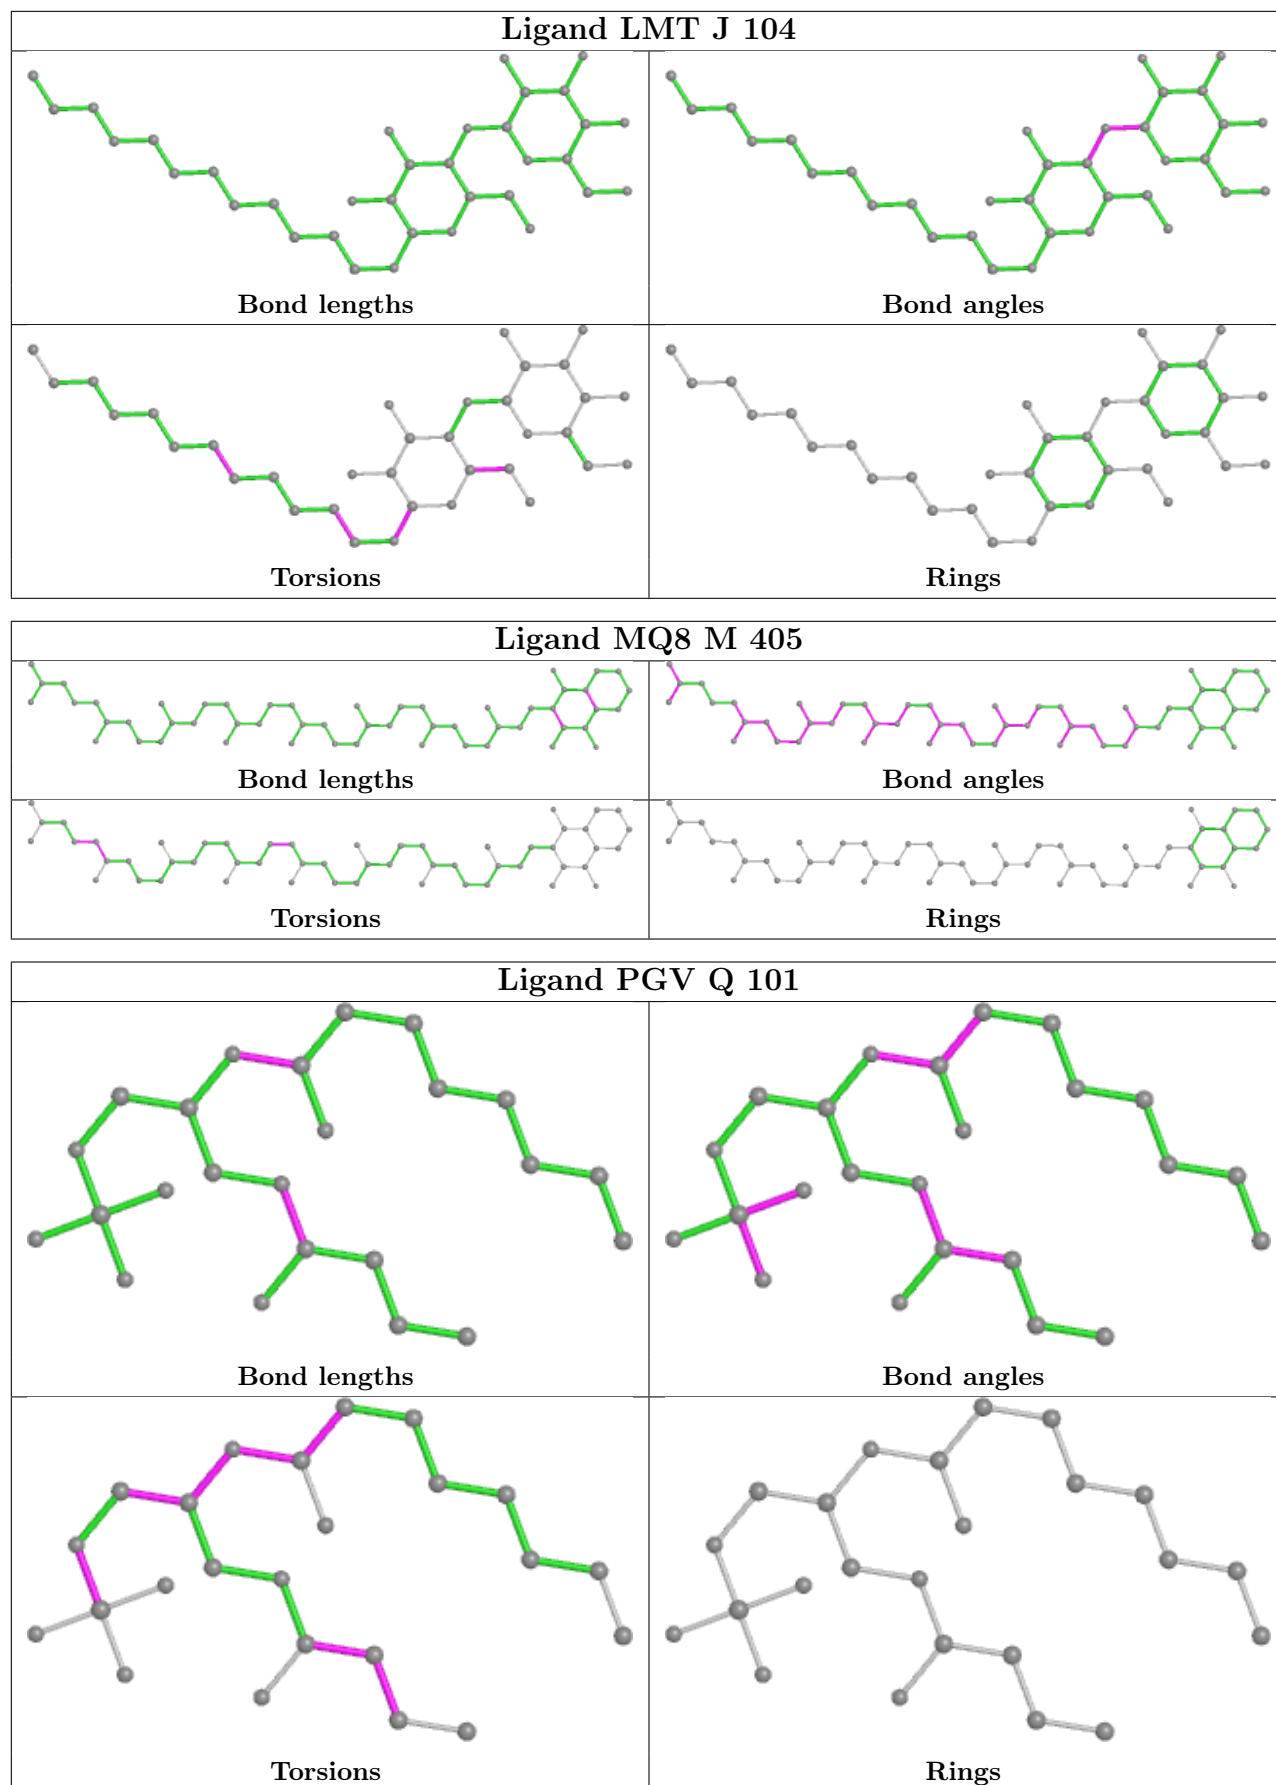 Ligand LMT J 104
Bond lengths
Bond angles
Torsions
Rings
Ligand MQ8 M 405
Bond lengths
Bond angles
Torsions
Rings
Ligand PGV Q 101
Bond lengths
Bond angles
Torsions
Rings